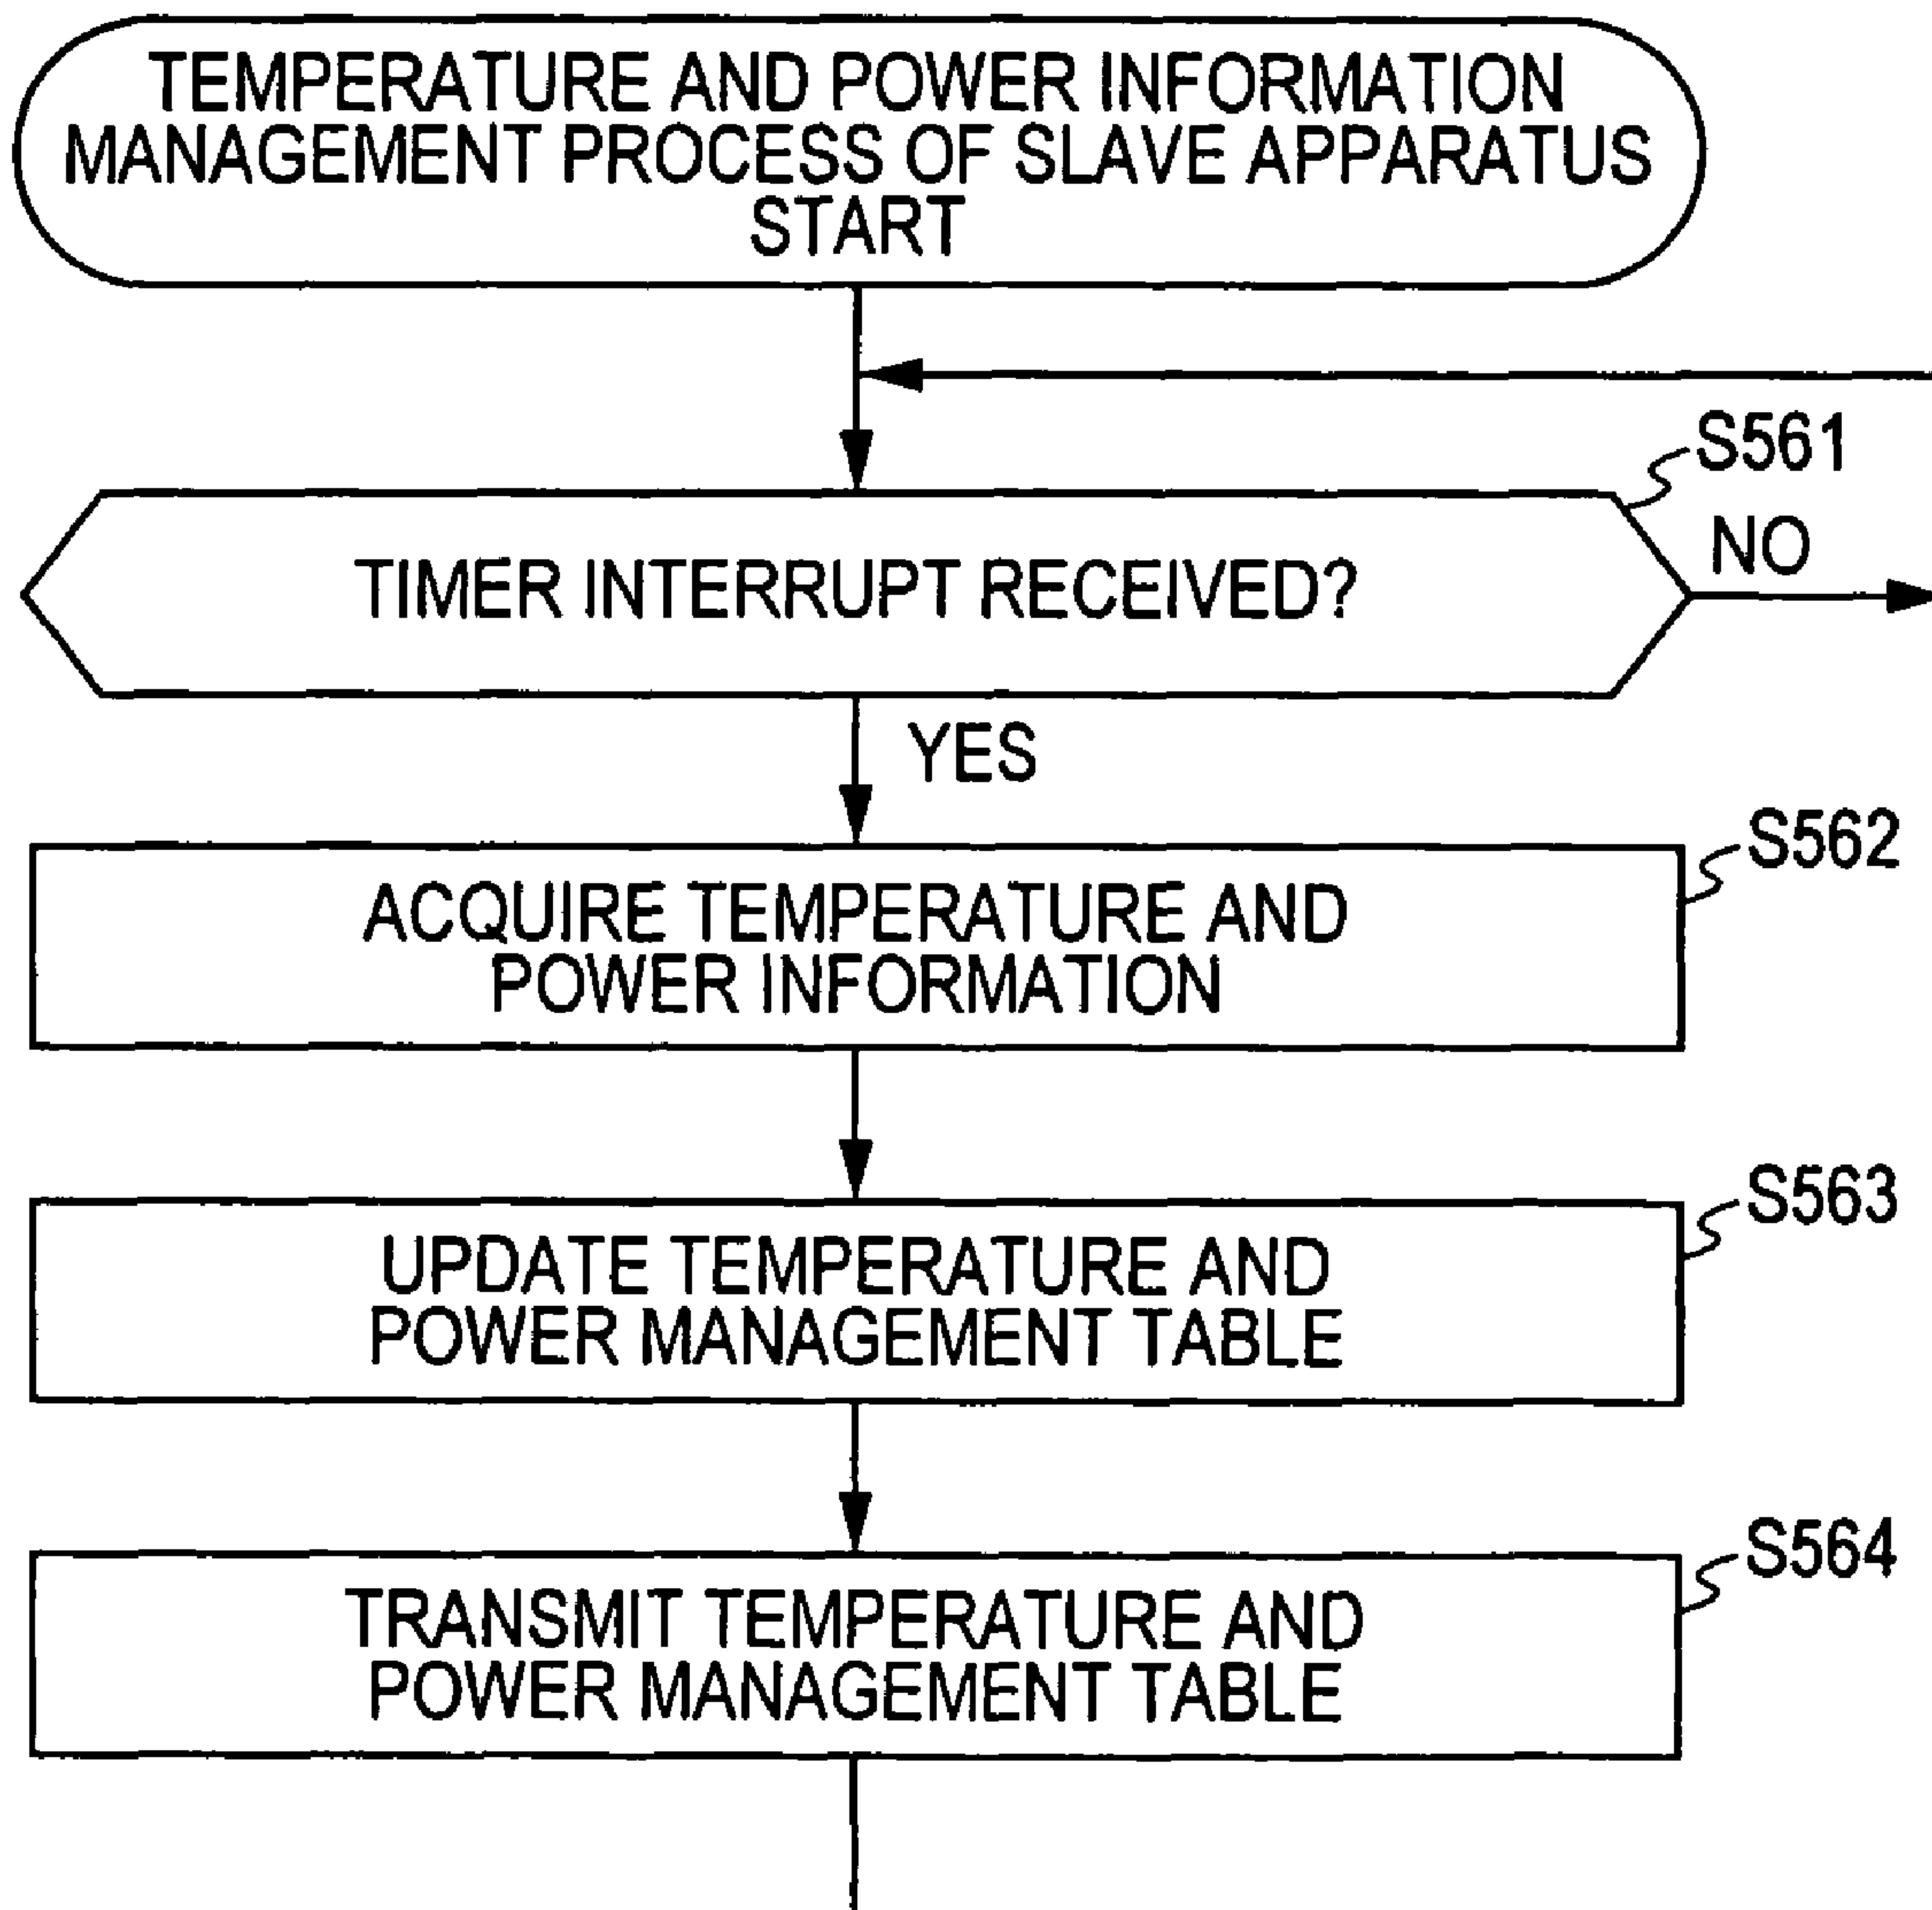 TEMPERATURE AND POWER INFORMATION
MANAGEMENT PROCESS OF SLAVE APPARATUS
START
S561
TIMER INTERRUPT RECEIVED?
NO
YES
S562
ACQUIRE TEMPERATURE AND
POWER INFORMATION
S563
UPDATE TEMPERATURE AND
POWER MANAGEMENT TABLE
S564
TRANSMIT TEMPERATURE AND
POWER MANAGEMENT TABLE